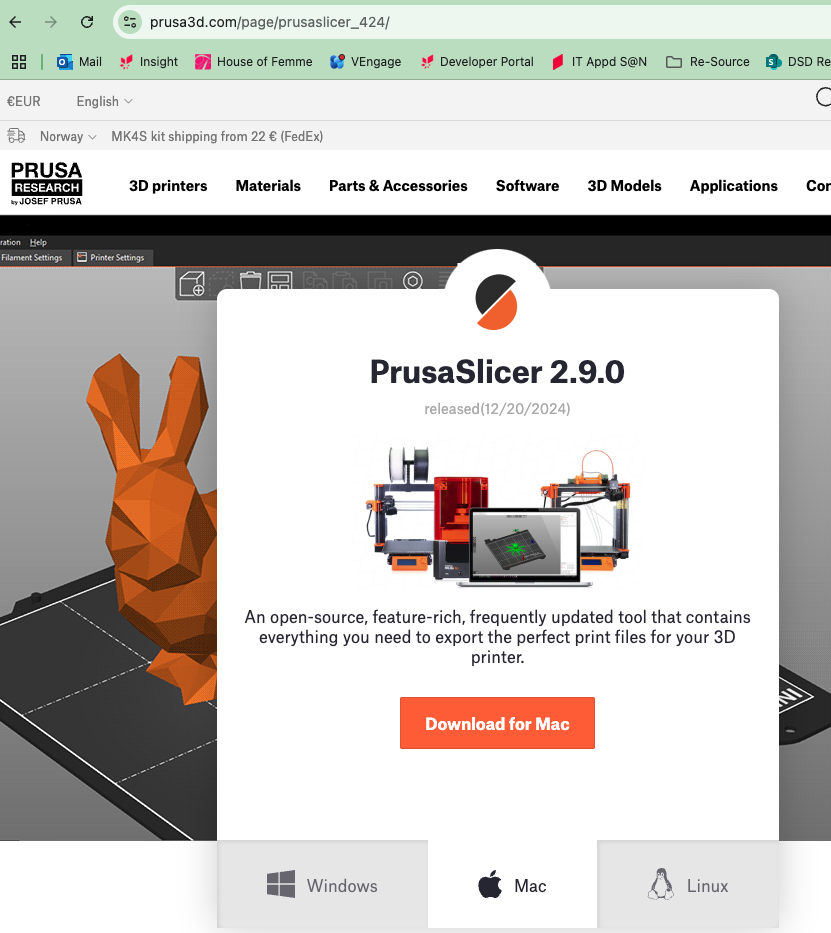 prusa3d.com/page/prusaslicer_424/
Mail Insight House of Femme VEngage Developer Portal IT Appd S@N Re-Source DSD Re
€EUR English
Norway MK4S kit shipping from 22 € (FedEx)
PRUSA
RESEARCH
by JOSEF PRUSA
3D printers Materials Parts & Accessories Software 3D Models Applications Cor
ration Help
Filament Settings Printer Settings
PrusaSlicer 2.9.0
released(12/20/2024)
An open-source, feature-rich, frequently updated tool that contains
everything you need to export the perfect print files for your 3D
printer.
Download for Mac
INI
Windows Mac Linux